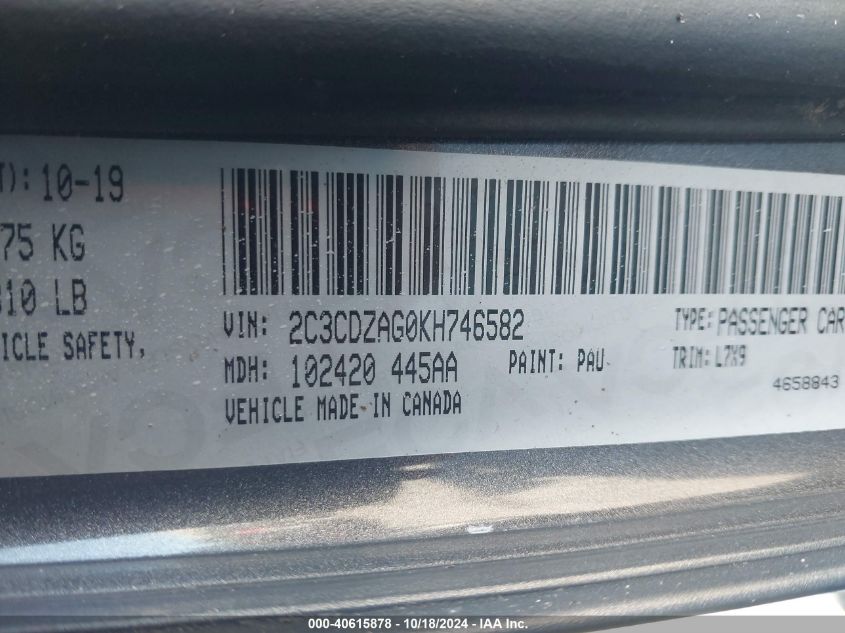 T): 10-19
75 KG
310 LB
ICLE SAFETY,
VIN: 2C3CDZAG0KH746582
TYPE: PASSENGER CAR
MDH: 102420 445AA
PAINT: PAU
TRIM: L7X9
VEHICLE MADE IN CANADA
4658843
000-40615878 - 10/18/2024 - IAA Inc.